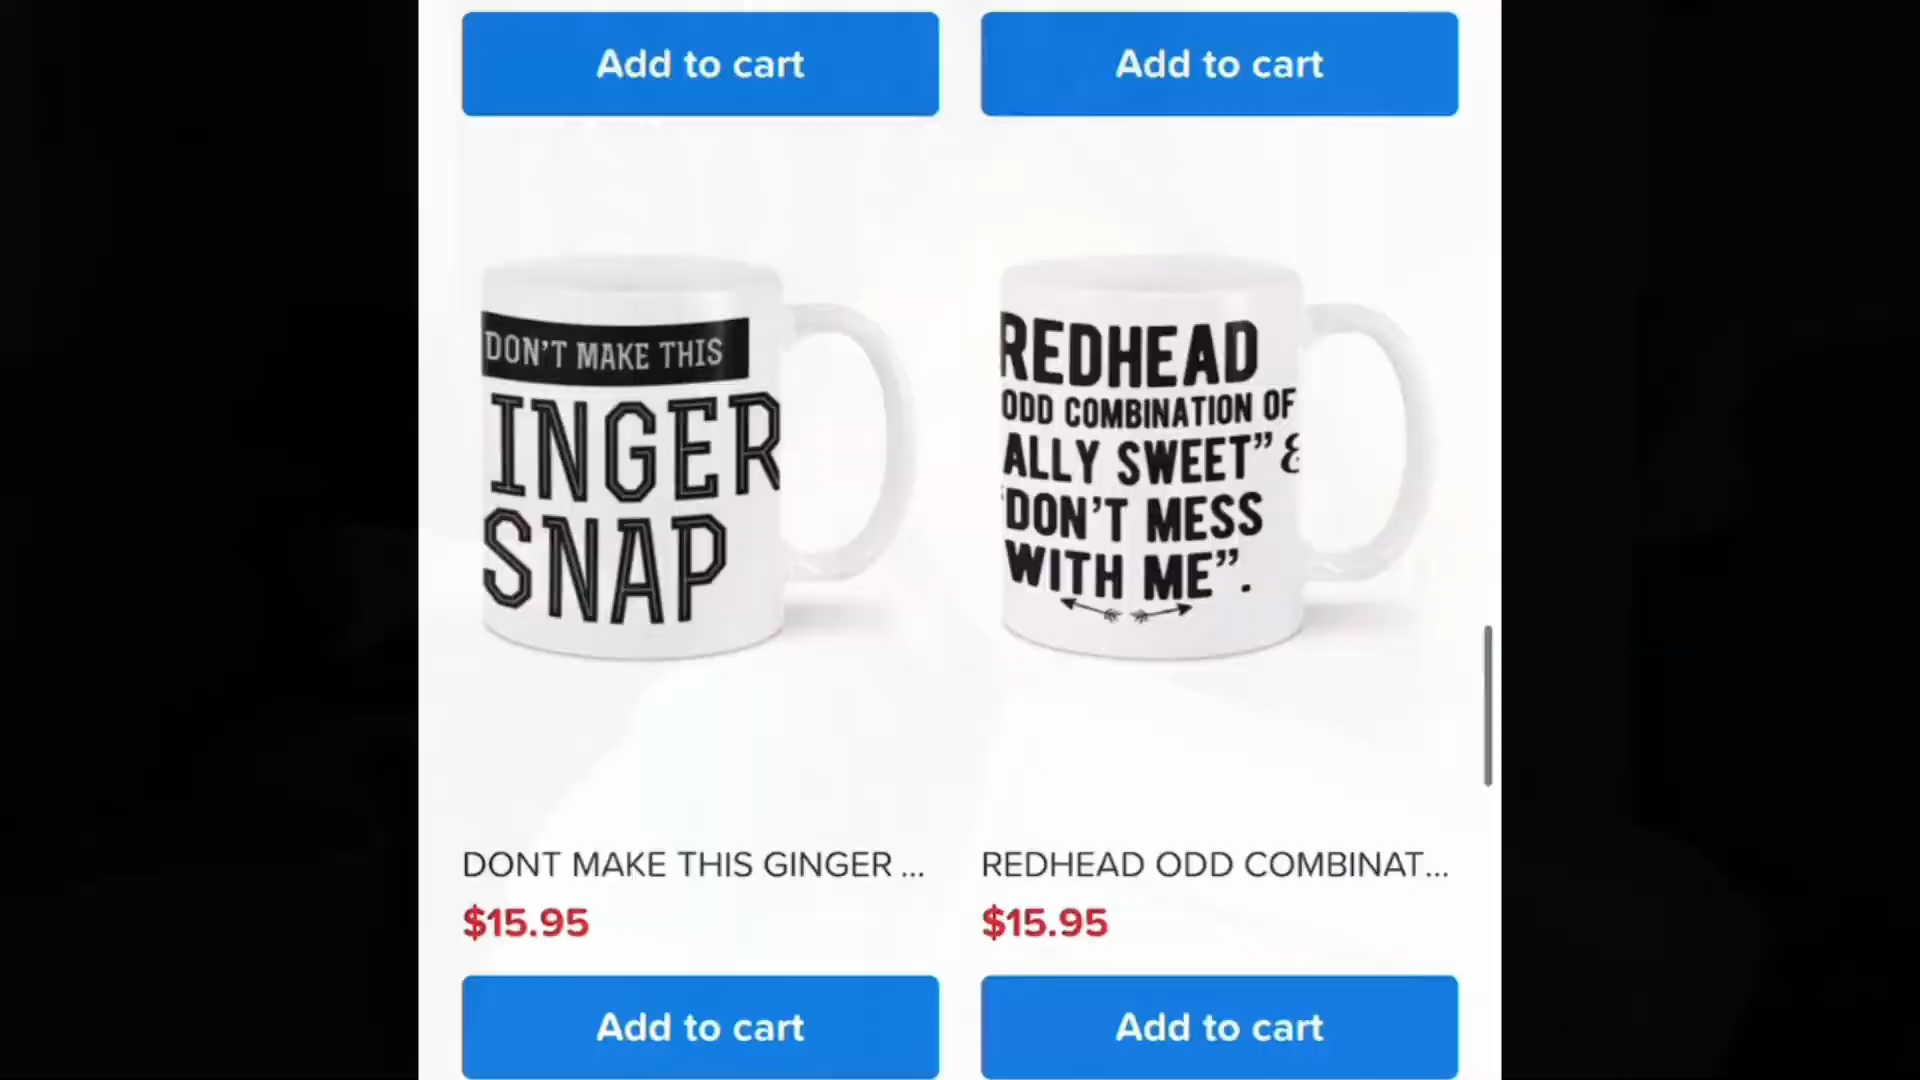 Add to cart
Add to cart
DON'T MAKE THIS
INGER
SNAP
REDHEAD
ODD COMBINATION OF
ALLY SWEET" &
"DON'T MESS
WITH ME".
DONT MAKE THIS GINGER ...
REDHEAD ODD COMBINAT...
$15.95
$15.95
Add to cart
Add to cart